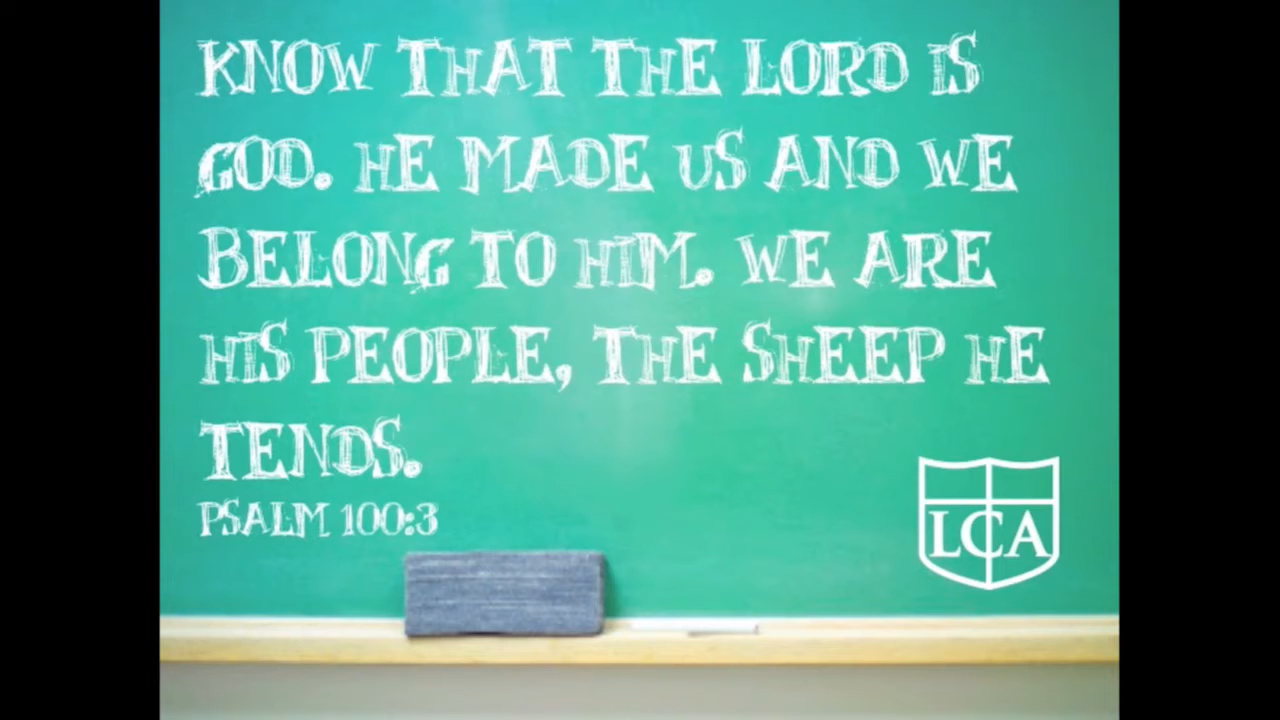 KNOW THAT THE LORD IS
GOD. HE MADE US AND WE
BELONG TO HIM. WE ARE
HIS PEOPLE, THE SHEEP HE
TENDS.
PSALM 100:3
LCA